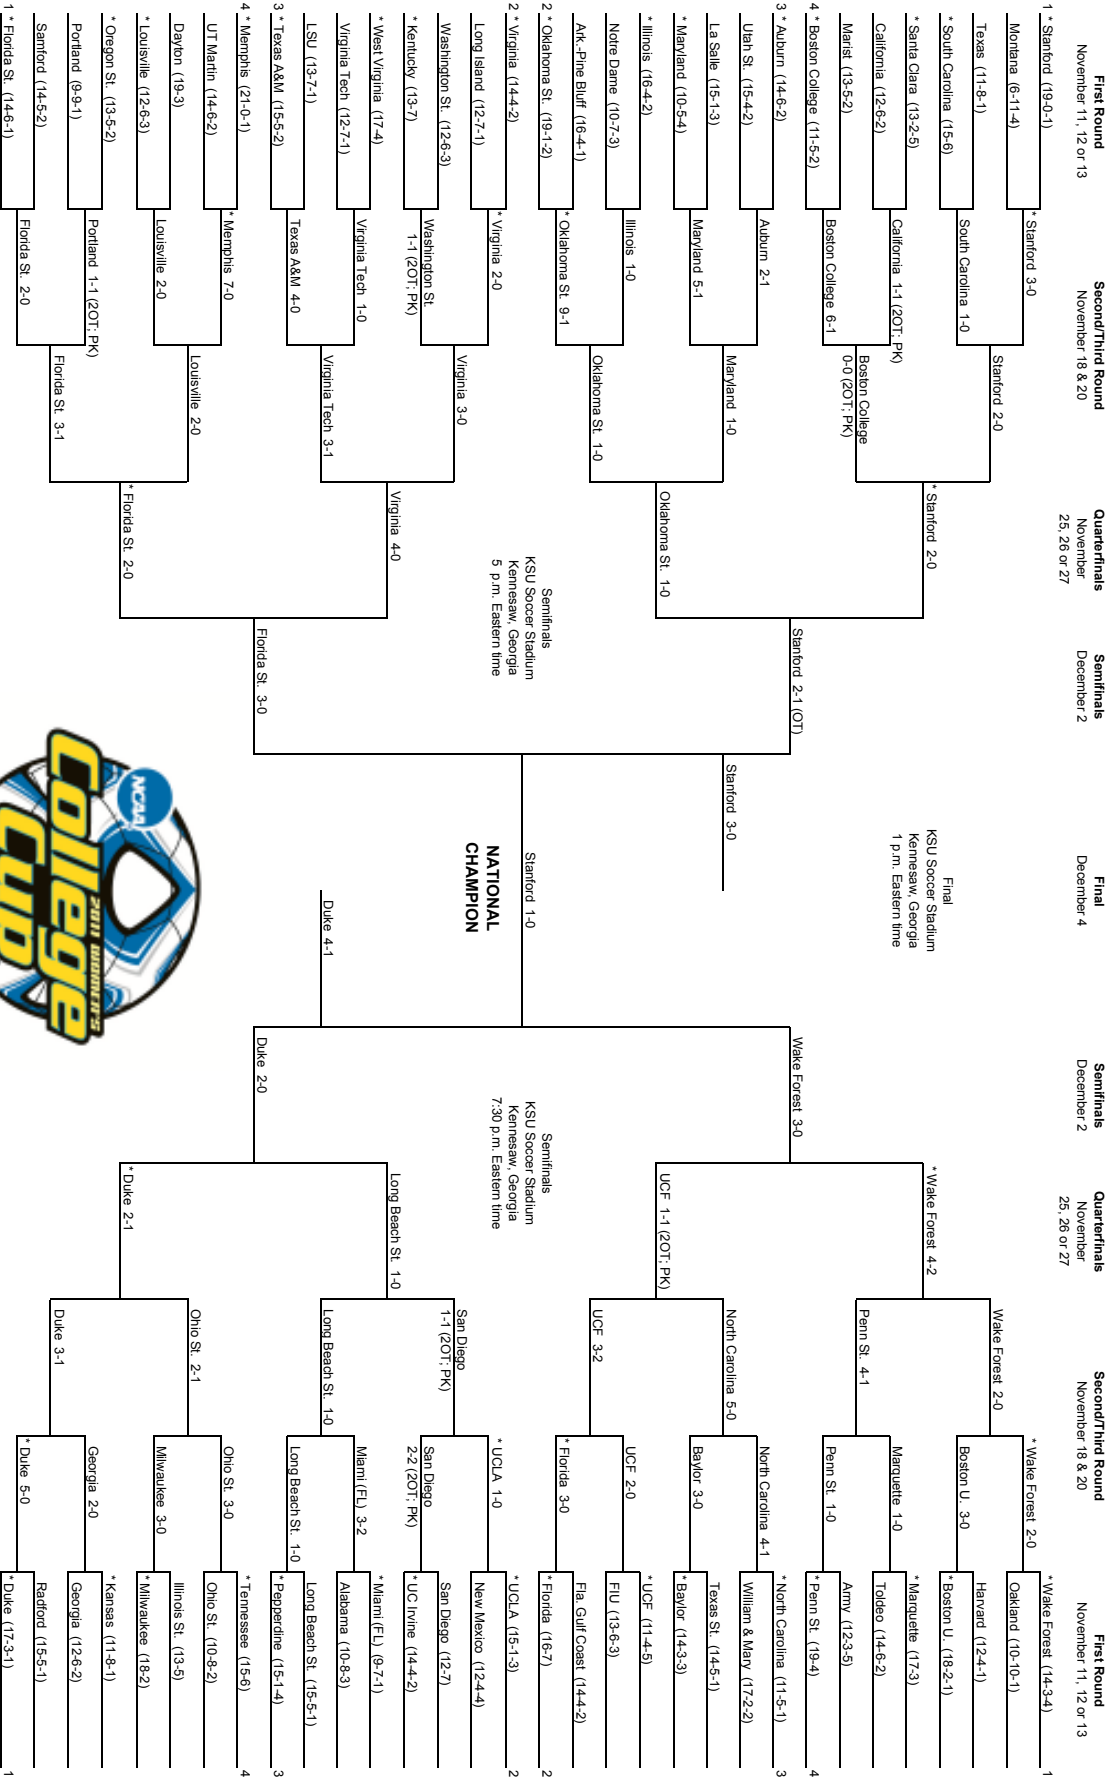 First Round
November 11, 12 or 13
Second/Third Round
November 18 & 20
Quarterfinals
November
25, 26 or 27
Semifinals
December 2
Final
December 4
Semifinals
December 2
Quarterfinals
November
25, 26 or 27
Second/Third Round
November 18 & 20
First Round
November 11, 12 or 13
1 * Stanford (19-0-1)
Montana (6-11-4)
Texas (11-8-1)
* South Carolina (15-6)
* Santa Clara (13-2-5)
California (12-6-2)
Marist (13-5-2)
4 * Boston College (11-5-2)
3 * Auburn (14-6-2)
Utah St. (15-4-2)
La Salle (15-1-3)
* Maryland (10-5-4)
* Illinois (16-4-2)
Notre Dame (10-7-3)
Ark.-Pine Bluff (16-4-1)
2 * Oklahoma St. (19-1-2)
2 * Virginia (14-4-2)
Long Island (12-7-1)
Washington St. (12-6-3)
* Kentucky (13-7)
* West Virginia (17-4)
Virginia Tech (12-7-1)
LSU (13-7-1)
3 * Texas A&M (15-5-2)
4 * Memphis (21-0-1)
UT Martin (14-6-2)
Dayton (19-3)
* Louisville (12-6-3)
* Oregon St. (13-5-2)
Portland (9-9-1)
Samford (14-5-2)
1 * Florida St. (14-6-1)
* Stanford 3-0
South Carolina 1-0
California 1-1 (2OT; PK)
Boston College 6-1
Auburn 2-1
Maryland 5-1
Illinois 1-0
* Oklahoma St. 9-1
* Virginia 2-0
Washington St.
1-1 (2OT; PK)
Virginia Tech 1-0
Texas A&M 4-0
* Memphis 7-0
Louisville 2-0
Portland 1-1 (2OT; PK)
Florida St. 2-0
Stanford 2-0
Boston College
0-0 (2OT; PK)
Maryland 1-0
Oklahoma St. 1-0
Virginia 3-0
Virginia Tech 3-1
Louisville 2-0
Florida St. 3-1
* Stanford 2-0
Oklahoma St. 1-0
Virginia 4-0
* Florida St. 2-0
Semifinals
KSU Soccer Stadium
Kennesaw, Georgia
5 p.m. Eastern time
Stanford 2-1 (OT)
Florida St. 3-0
Stanford 3-0
Final
KSU Soccer Stadium
Kennesaw, Georgia
1 p.m. Eastern time
Stanford 1-0
NATIONAL
CHAMPION
Duke 4-1
NCAA
2011 WOMEN'S
College
Cup
Wake Forest 3-0
Duke 2-0
Semifinals
KSU Soccer Stadium
Kennesaw, Georgia
7:30 p.m. Eastern time
* Wake Forest 4-2
UCF 1-1 (2OT; PK)
Long Beach St. 1-0
* Duke 2-1
Wake Forest 2-0
Penn St. 4-1
North Carolina 5-0
UCF 3-2
San Diego
1-1 (2OT; PK)
Long Beach St. 1-0
Ohio St. 2-1
Duke 3-1
* Wake Forest 2-0
Boston U. 3-0
Marquette 1-0
Penn St. 1-0
North Carolina 4-1
Baylor 3-0
UCF 2-0
* Florida 3-0
* UCLA 1-0
San Diego
2-2 (2OT; PK)
Miami (FL) 3-2
Long Beach St. 1-0
Ohio St. 3-0
Milwaukee 3-0
Georgia 2-0
* Duke 5-0
* Wake Forest (14-3-4) 1
Oakland (10-10-1)
Harvard (12-4-1)
* Boston U. (18-2-1)
* Marquette (17-3)
Toldeo (14-6-2)
Army (12-3-5)
* Penn St. (19-4) 4
* North Carolina (11-5-1) 3
William & Mary (17-2-2)
Texas St. (14-5-1)
* Baylor (14-3-3)
* UCF (11-4-5)
FIU (13-6-3)
Fla. Gulf Coast (14-4-2)
* Florida (16-7) 2
* UCLA (15-1-3) 2
New Mexico (12-4-4)
San Diego (12-7)
* UC Irvine (14-4-2)
* Miami (FL) (9-7-1)
Alabama (10-8-3)
Long Beach St. (15-5-1)
* Pepperdine (15-1-4) 3
* Tennessee (15-6) 4
Ohio St. (10-8-2)
Illinois St. (13-5)
* Milwaukee (18-2)
* Kansas (11-8-1)
Georgia (12-6-2)
Radford (15-5-1)
* Duke (17-3-1) 1